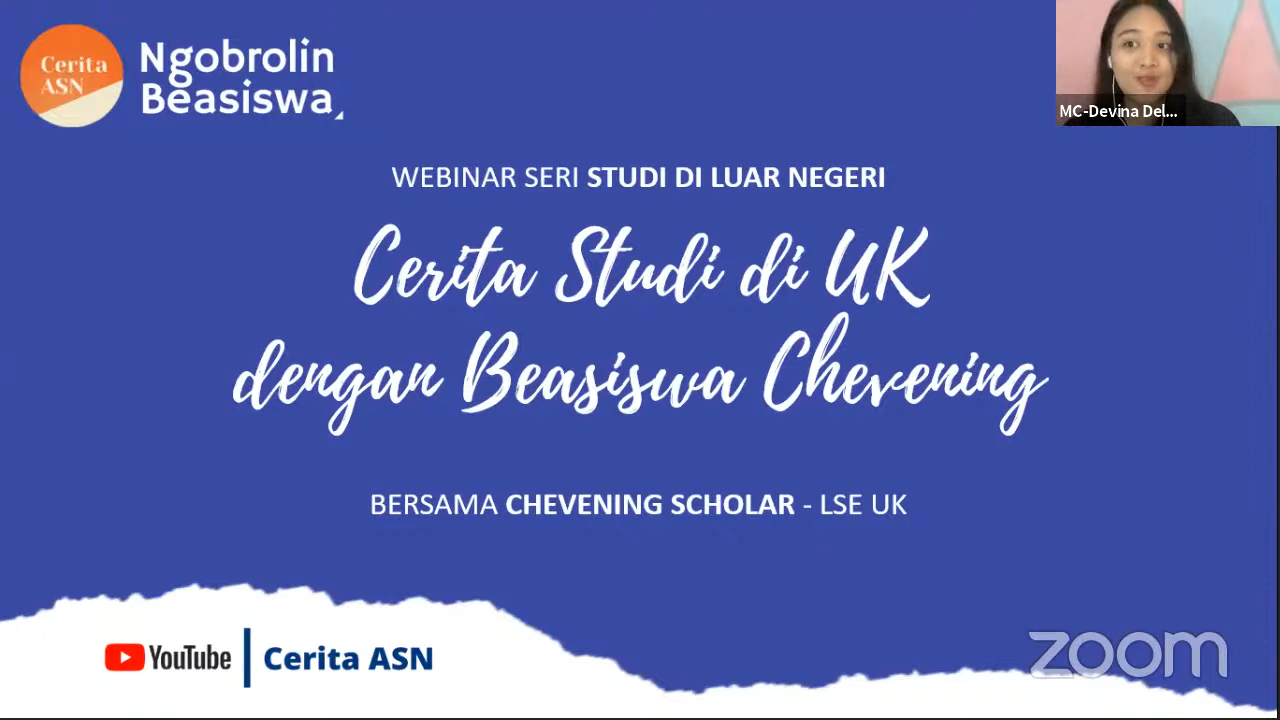 Cerita
ASN
Ngobrolin
Beasiswa
MC-Devina Del...
WEBINAR SERI STUDI DI LUAR NEGERI
Cerita Studi di UK
dengan Beasiswa Chevening
BERSAMA CHEVENING SCHOLAR - LSE UK
YouTube
Cerita ASN
zoom